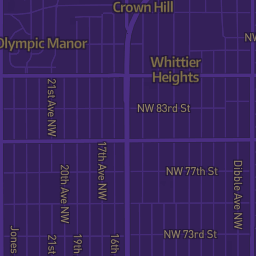 Crown Hill
Olympic Manor
NW
Whittier
Heights
21st Ave NW
NW 83rd St
17th Ave NW
20th Ave NW
NW 77th St
Dibble Ave NW
Jones
21st
19th
16th
NW 73rd St